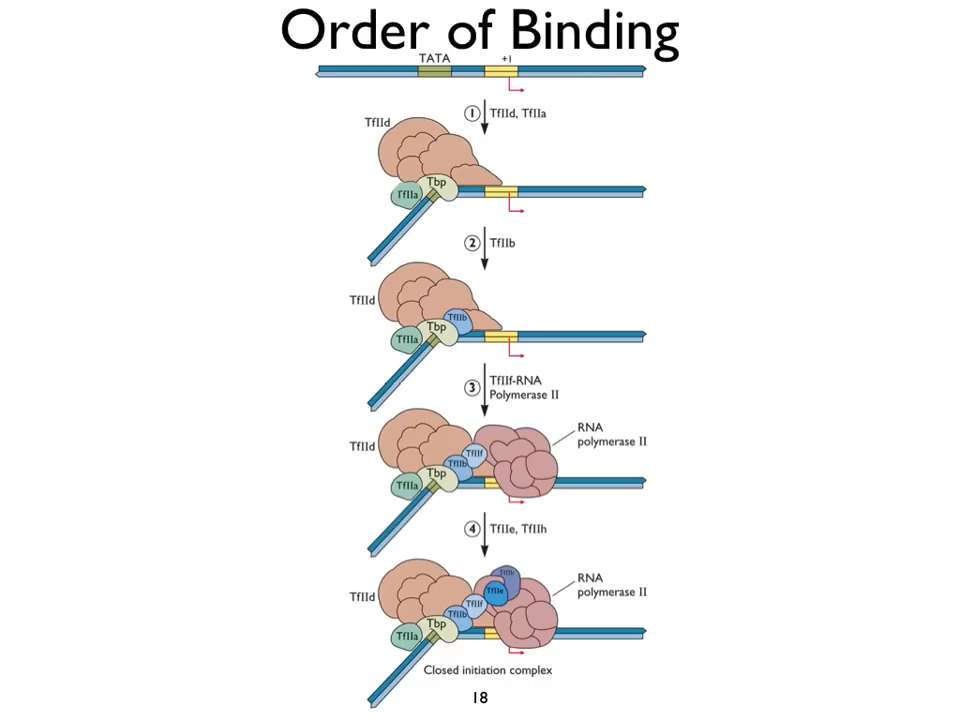 Order of Binding
TATA
+1
1 TfIId, TfIIa
TfIId
Tbp
TfIIa
2 TfIIb
TfIId
TfIIb
Tbp
TfIIa
3 TfIIf-RNA
Polymerase II
RNA
polymerase II
TfIId
TfIIf
TfIIb
Tbp
TfIIa
4 TfIIe, TfIIh
TfIIh
RNA
polymerase II
TfIIe
TfIId
TfIIf
TfIIb
Tbp
TfIIa
Closed initiation complex
18